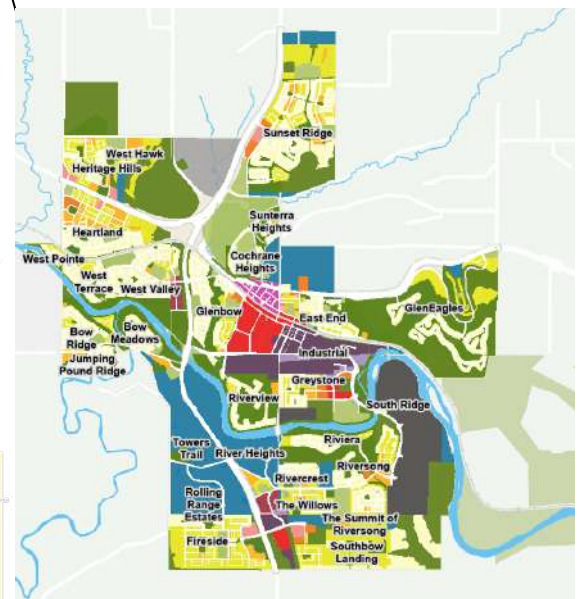 Sunset Ridge
West Hawk
Heritage Hills
Sunterra
Heights
Heartland
Cochrane
Heights
West Pointe
West
Terrace
West Valley
Glenbow
East End
GlenEagles
Bow
Ridge
Bow
Meadows
Jumping
Pound Ridge
Industrial
Greystone
Riverview
South Ridge
Riviera
Towers
Trail
River Heights
Riversong
Rivercrest
Rolling
Range
Estates
The Willows
The Summit of
Riversong
Fireside
Southbow
Landing